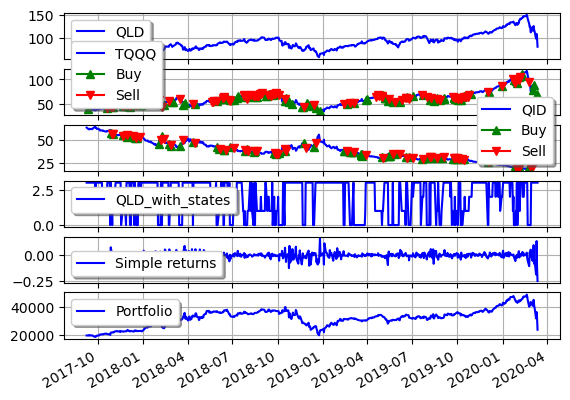 150
QLD
100
TQQQ
Buy
100
Sell
50
QID
Buy
50
Sell
25
2.5
QLD_with_states
0.0
0.00
Simple returns
−0.25
40000
Portfolio
20000
2017-10
2018-01
2018-04
2018-07
2018-10
2019-01
2019-04
2019-07
2019-10
2020-01
2020-04